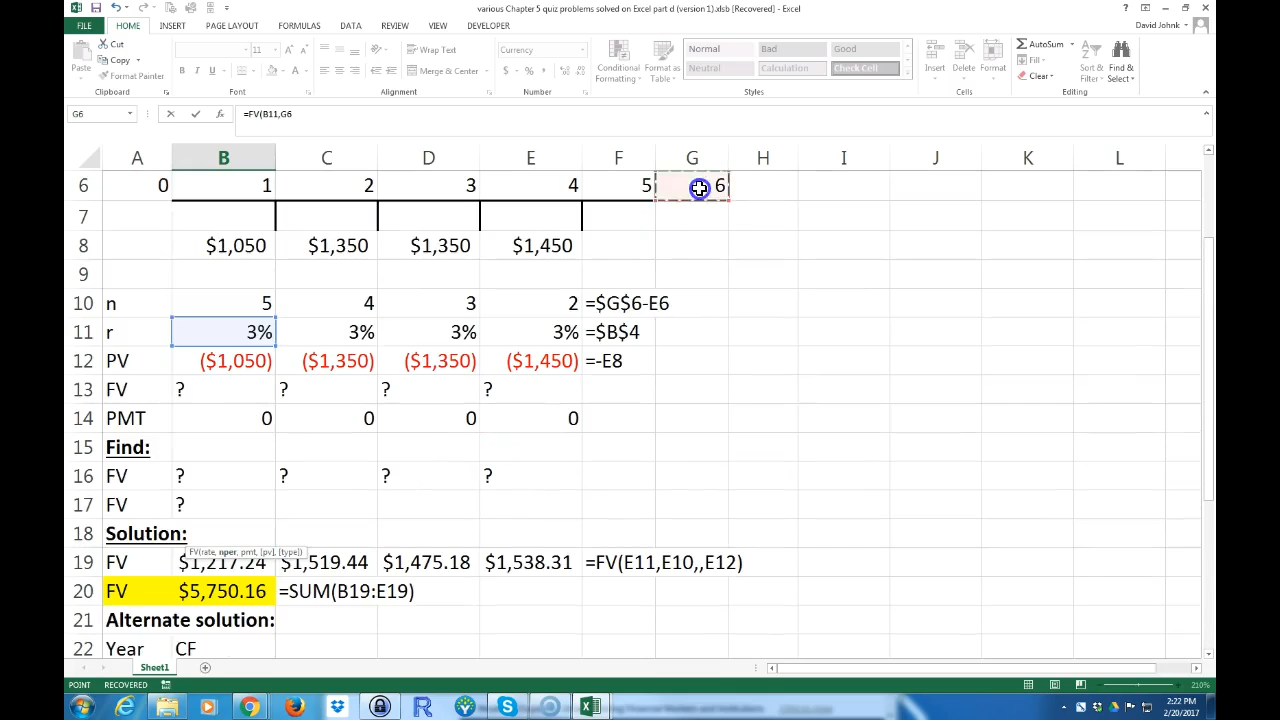 various Chapter 5 quiz problems solved on Excel part d (version 1).xlsb [Recovered] - Excel
FILE HOME INSERT PAGE LAYOUT FORMULAS DATA REVIEW VIEW DEVELOPER David Johnk
Paste Cut Copy Format Painter
Clipboard
11
B I U
Font
Wrap Text
Merge & Center
Alignment
Currency
$ % ,
Number
Conditional Formatting Format as Table
Normal Bad Good
Neutral Calculation Check Cell
Styles
Insert Delete Format
Cells
AutoSum
Fill
Clear
Sort & Filter Find & Select
Editing
G6 =FV(B11,G6
A B C D E F G H I J K L
6 0 1 2 3 4 5 6
7
8 $1,050 $1,350 $1,350 $1,450
9
10 n 5 4 3 2 =$G$6-E6
11 r 3% 3% 3% 3% =$B$4
12 PV ($1,050) ($1,350) ($1,350) ($1,450) =-E8
13 FV ? ? ? ?
14 PMT 0 0 0 0
15 Find:
16 FV ? ? ? ?
17 FV ?
18 Solution:
FV(rate, nper, pmt, [pv], [type])
19 FV $1,217.24 $1,519.44 $1,475.18 $1,538.31 =FV(E11,E10,,E12)
20 FV $5,750.16 =SUM(B19:E19)
21 Alternate solution:
22 Year CF
Sheet1
POINT RECOVERED 210%
2:22 PM
2/20/2017